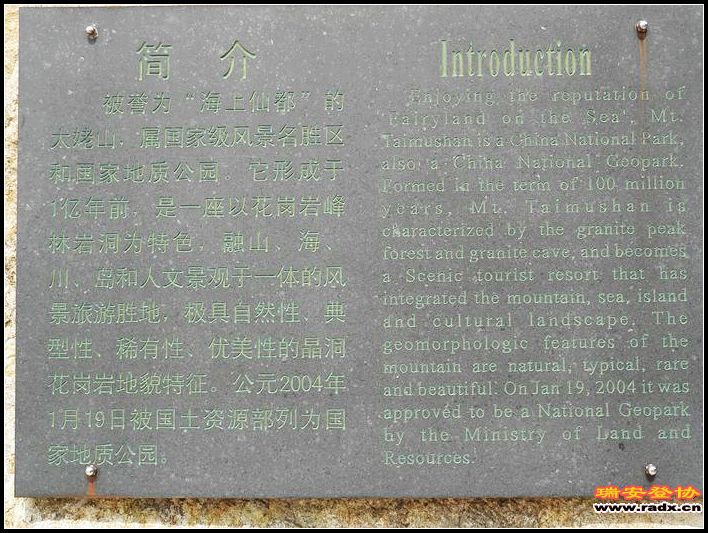 简 介
被誉为“海上仙都”的
太姥山，属国家级风景名胜区
和国家地质公园。它形成于
1亿年前，是一座以花岗岩峰
林岩洞为特色，融山、海、
川、岛和人文景观于一体的风
景旅游胜地，极具自然性、典
型性、稀有性、优美性的晶洞
花岗岩地貌特征。公元2004年
1月19日被国土资源部列为国
家地质公园。
Introduction
Enjoying the reputation of
"Fairyland on the Sea", Mt.
Taimushan is a China National Park,
also a China National Geopark.
Formed in the term of 100 million
years, Mt. Taimushan is
characterized by the granite peak
forest and granite cave, and becomes
a Scenic tourist resort that has
integrated the mountain, sea, island
and cultural landscape. The
geomorphologic features of the
mountain are natural, typical, rare
and beautiful. On Jan 19, 2004 it was
approved to be a National Geopark
by the Ministry of Land and
Resources.
瑞安登协
www.radx.cn